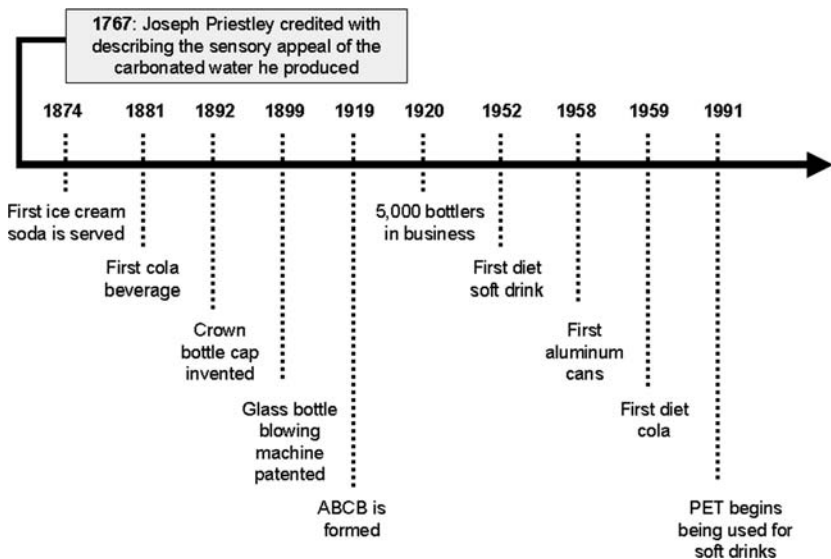 1767: Joseph Priestley credited with
describing the sensory appeal of the
carbonated water he produced
1874 1881 1892 1899 1919 1920 1952 1958 1959 1991
First ice cream
soda is served
First cola
beverage
Crown
bottle cap
invented
Glass bottle
blowing
machine
patented
ABCB is
formed
5,000 bottlers
in business
First diet
soft drink
First
aluminum
cans
First diet
cola
PET begins
being used for
soft drinks